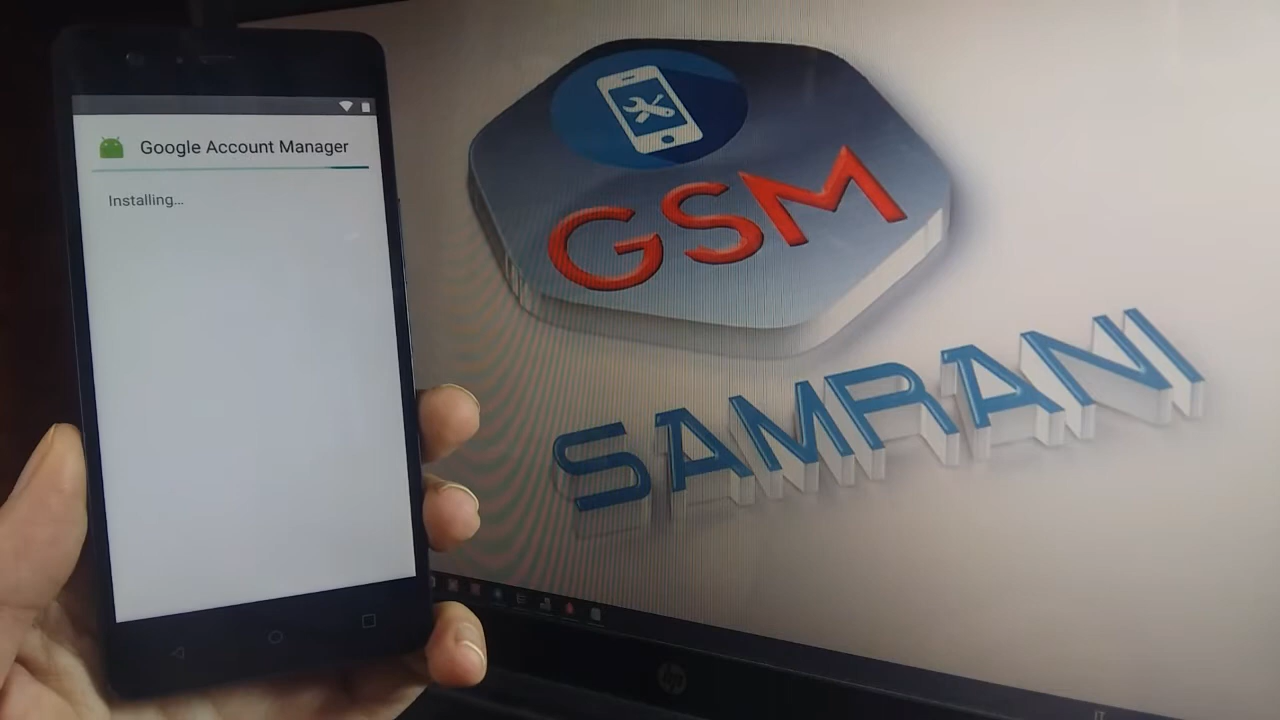 Google Account Manager
Installing...
GSM
SAMRANI
hp